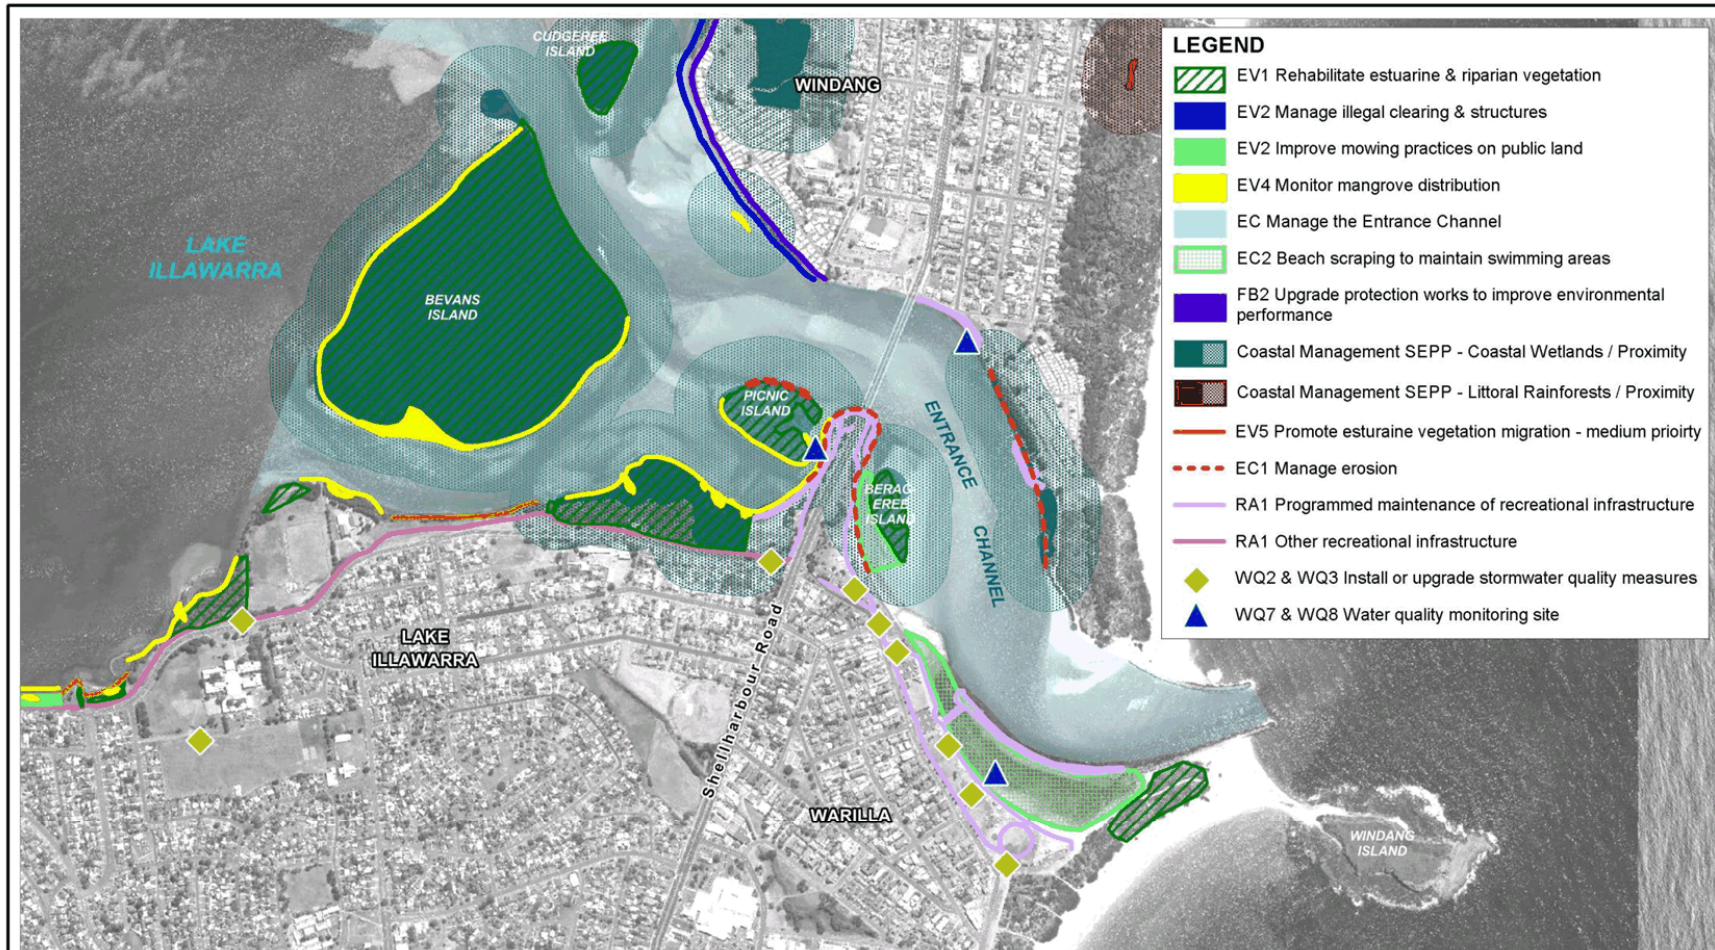 CUDGEREE
ISLAND
WINDANG
LAKE
ILLAWARRA
BEVANS
ISLAND
PICNIC
ISLAND
BERAG-
EREE
ISLAND
ENTRANCE
CHANNEL
LAKE
ILLAWARRA
Shellharbour Road
WARILLA
WINDANG
ISLAND
LEGEND
EV1 Rehabilitate estuarine & riparian vegetation
EV2 Manage illegal clearing & structures
EV2 Improve mowing practices on public land
EV4 Monitor mangrove distribution
EC Manage the Entrance Channel
EC2 Beach scraping to maintain swimming areas
FB2 Upgrade protection works to improve environmental
performance
Coastal Management SEPP - Coastal Wetlands / Proximity
Coastal Management SEPP - Littoral Rainforests / Proximity
EV5 Promote esturaine vegetation migration - medium prioirty
EC1 Manage erosion
RA1 Programmed maintenance of recreational infrastructure
RA1 Other recreational infrastructure
WQ2 & WQ3 Install or upgrade stormwater quality measures
WQ7 & WQ8 Water quality monitoring site